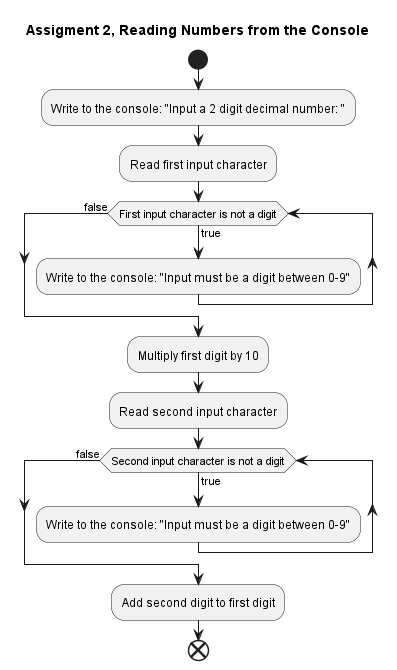 Assigment 2, Reading Numbers from the Console
Write to the console: "Input a 2 digit decimal number: "
Read first input character
false
First input character is not a digit
true
Write to the console: "Input must be a digit between 0-9"
Multiply first digit by 10
Read second input character
false
Second input character is not a digit
true
Write to the console: "Input must be a digit between 0-9"
Add second digit to first digit